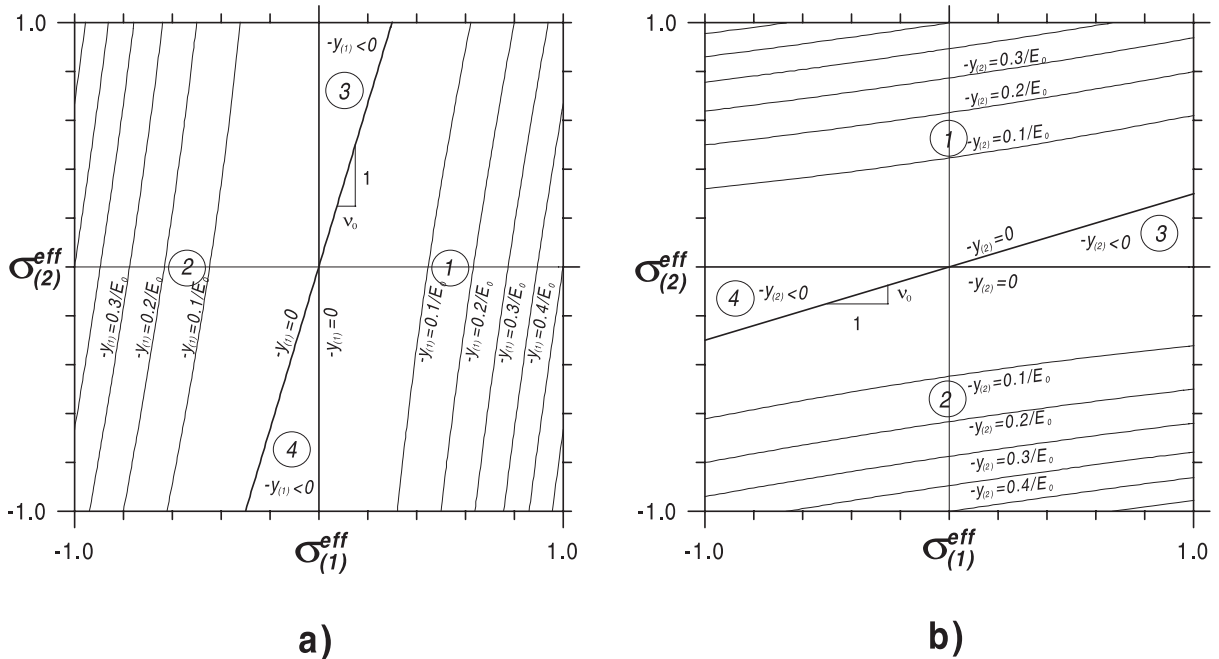 1.0
-y(1)<0
3
1
ν0
σ(2)^eff
2
1
-y(1)=0.3/E0
-y(1)=0.2/E0
-y(1)=0.1/E0
-y(1)=0
-y(1)=0
-y(1)=0.1/E0
-y(1)=0.2/E0
-y(1)=0.3/E0
-y(1)=0.4/E0
4
-y(1)<0
-1.0
-1.0
σ(1)^eff
1.0
a)
1.0
-y(2)=0.3/E0
-y(2)=0.2/E0
1
-y(2)=0.1/E0
-y(2)=0
-y(2)<0
3
σ(2)^eff
4
-y(2)<0
ν0
-y(2)=0
1
2
-y(2)=0.1/E0
-y(2)=0.2/E0
-y(2)=0.3/E0
-y(2)=0.4/E0
-1.0
-1.0
σ(1)^eff
1.0
b)